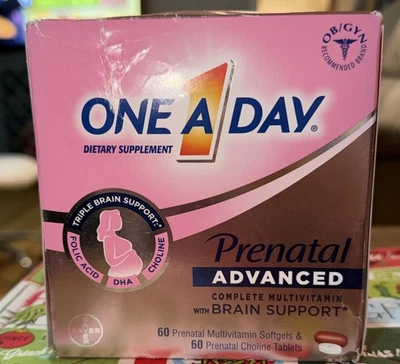 OB/GYN
RECOMMENDED BRAND
ONE A DAY®
1
DIETARY SUPPLEMENT
TRIPLE BRAIN SUPPORT:*
FOLIC ACID
DHA
CHOLINE
Prenatal
ADVANCED
COMPLETE MULTIVITAMIN
WITH BRAIN SUPPORT*
BAYER
60 Prenatal Multivitamin Softgels &
60 Prenatal Choline Tablets